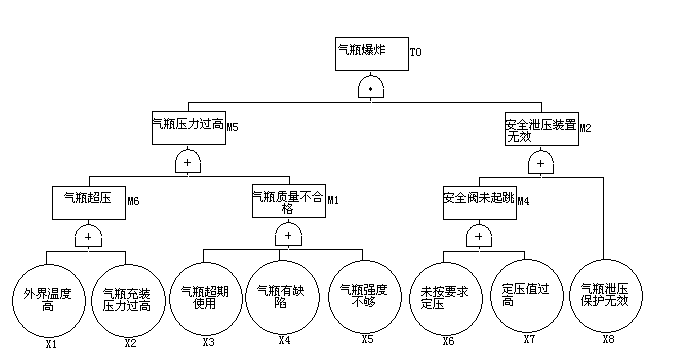 气瓶爆炸
T0
·
气瓶压力过高
M5
安全泄压装置
无效
M2
+
+
气瓶超压
M6
气瓶质量不合
格
M1
安全阀未起跳
M4
+
+
+
外界温度
高
气瓶充装
压力过高
气瓶超期
使用
气瓶有缺
陷
气瓶强度
不够
未按要求
定压
定压值过
高
气瓶泄压
保护无效
X1
X2
X3
X4
X5
X6
X7
X8